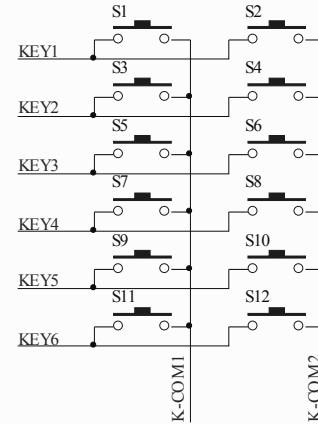 S1 S2
KEY1
S3 S4
KEY2
S5 S6
KEY3
S7 S8
KEY4
S9 S10
KEY5
S11 S12
KEY6
K-COM1
K-COM2